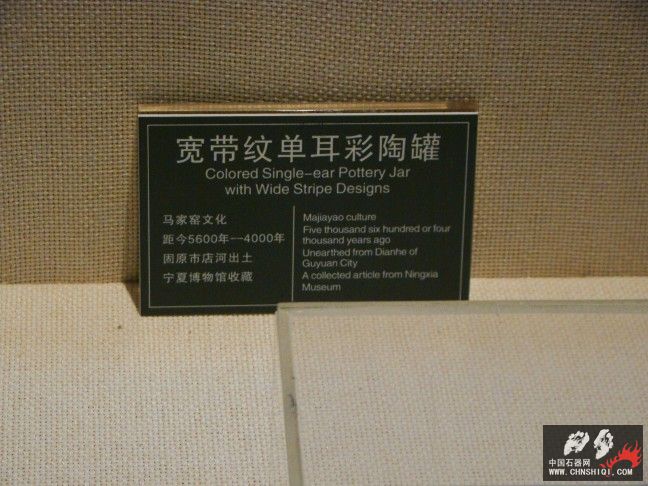 宽带纹单耳彩陶罐
Colored Single-ear Pottery Jar
with Wide Stripe Designs
马家窑文化
距今5600年--4000年
固原市店河出土
宁夏博物馆收藏
Majiayao culture
Five thousand six hundred or four
thousand years ago
Unearthed from Dianhe of
Guyuan City
A collected article from Ningxia
Museum
中国石器网
WWW.CHNSHIQI.COM